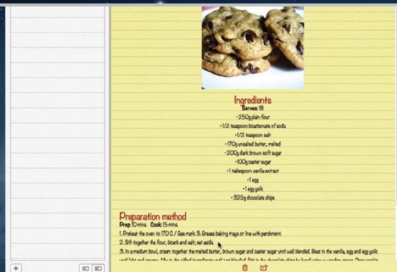 Ingredients
Serves: 18
-250g plain flour
-1/2 teaspoon bicarbonate of soda
-1/2 teaspoon salt
-170g unsalted butter, melted
-200g dark brown soft sugar
-100g caster sugar
-1 tablespoon vanilla extract
-1 egg
-1 egg yolk
-325g chocolate chips
Preparation method
Prep: 10 mins Cook: 15 mins
1. Preheat the oven to 170 C / Gas mark 3. Grease baking trays or line with parchment.
2. Sift together the flour, bicarb and salt; set aside.
3. In a medium bowl, cream together the melted butter, brown sugar and caster sugar until well blended. Beat in the vanilla, egg and egg yolk